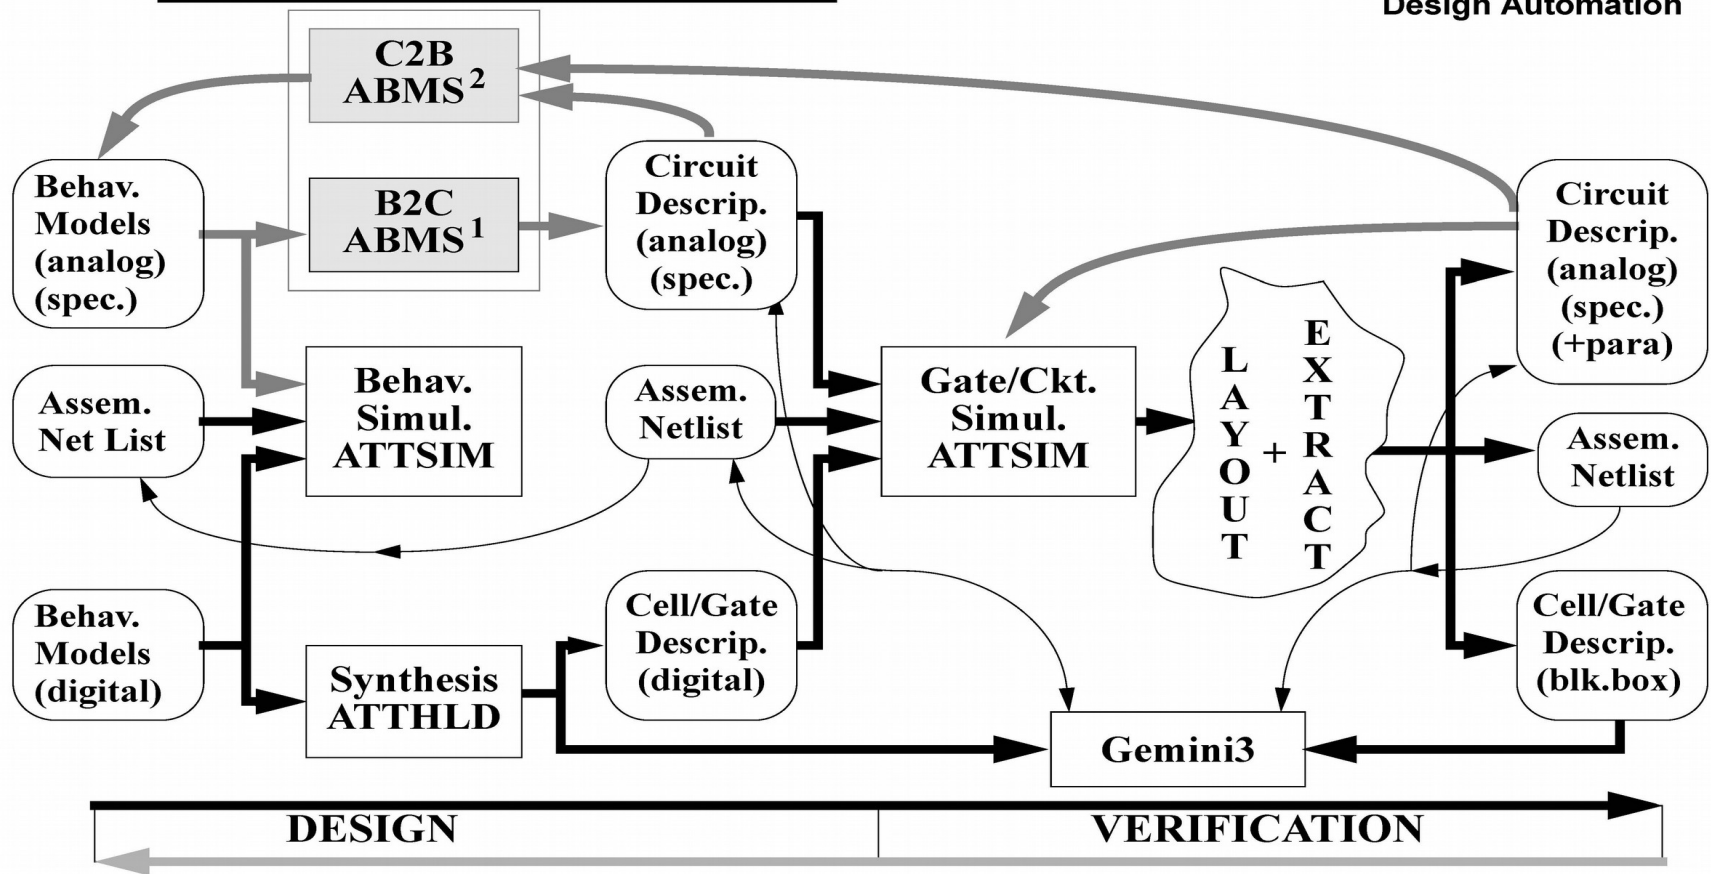 Design Automation
C2B
ABMS²
Behav.
Models
(analog)
(spec.)
B2C
ABMS¹
Circuit
Descrip.
(analog)
(spec.)
Circuit
Descrip.
(analog)
(spec.)
(+para)
Assem.
Net List
Behav.
Simul.
ATTSIM
Assem.
Netlist
Gate/Ckt.
Simul.
ATTSIM
LAYOUT
+
EXTRACT
Assem.
Netlist
Behav.
Models
(digital)
Synthesis
ATTHLD
Cell/Gate
Descrip.
(digital)
Cell/Gate
Descrip.
(blk.box)
Gemini3
DESIGN
VERIFICATION